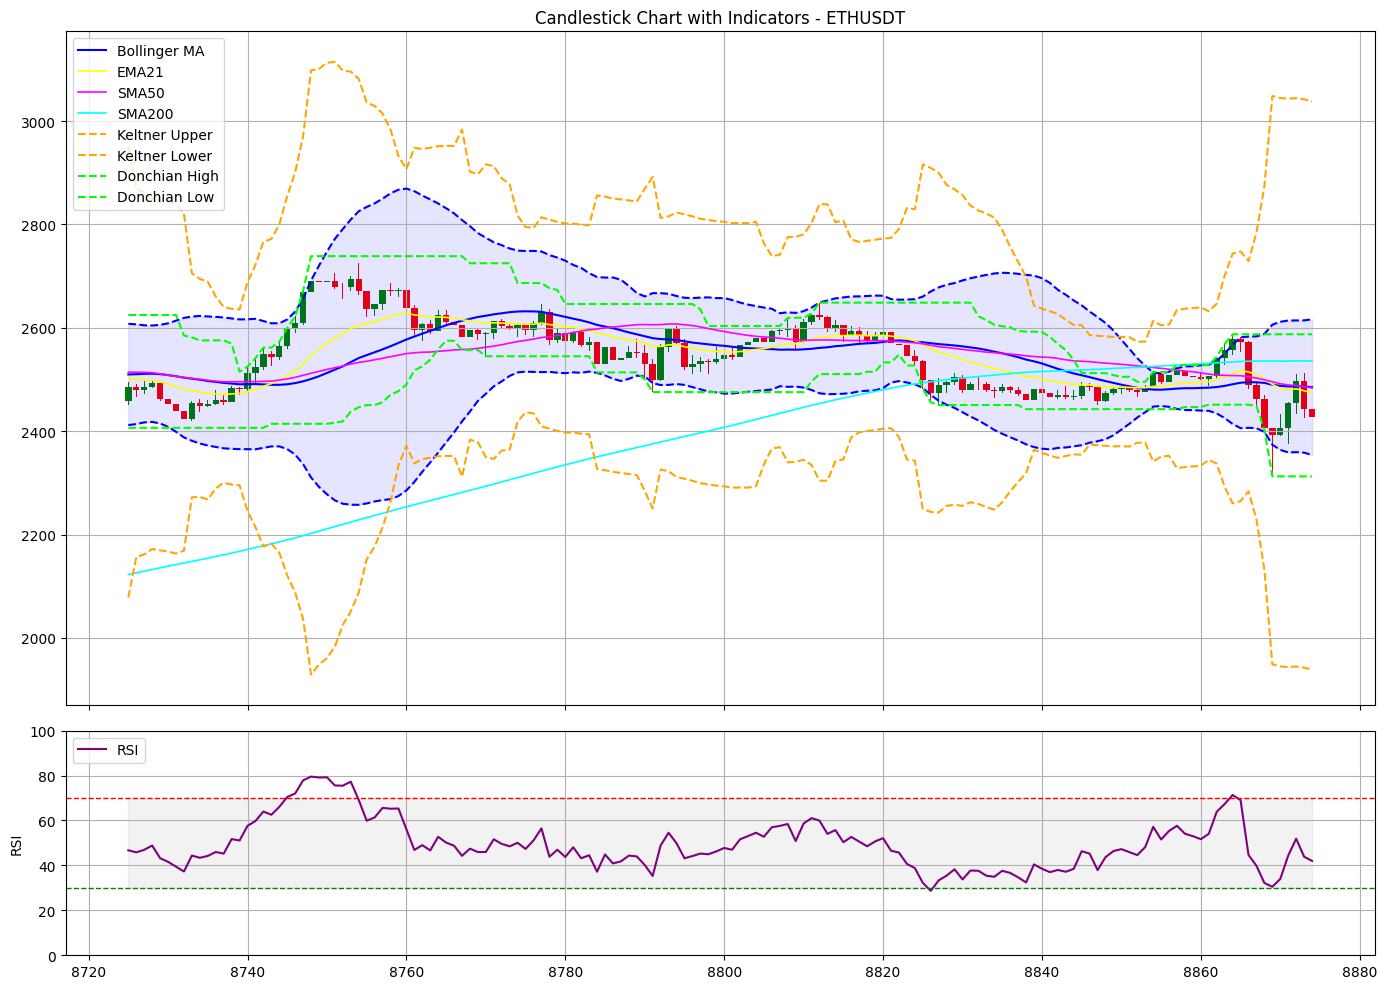 Candlestick Chart with Indicators - ETHUSDT
Bollinger MA
EMA21
SMA50
SMA200
Keltner Upper
Keltner Lower
Donchian High
Donchian Low
3000
2800
2600
2400
2200
2000
RSI
100
80
60
40
20
0
RSI
8720 8740 8760 8780 8800 8820 8840 8860 8880